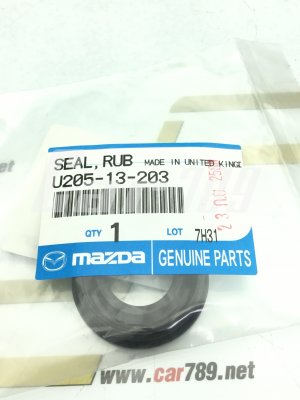 SEAL, RUB MADE IN UNITED KINGD
U205-13-203
QTY 1 LOT 7H31
mazda GENUINE PARTS
www.car789.net